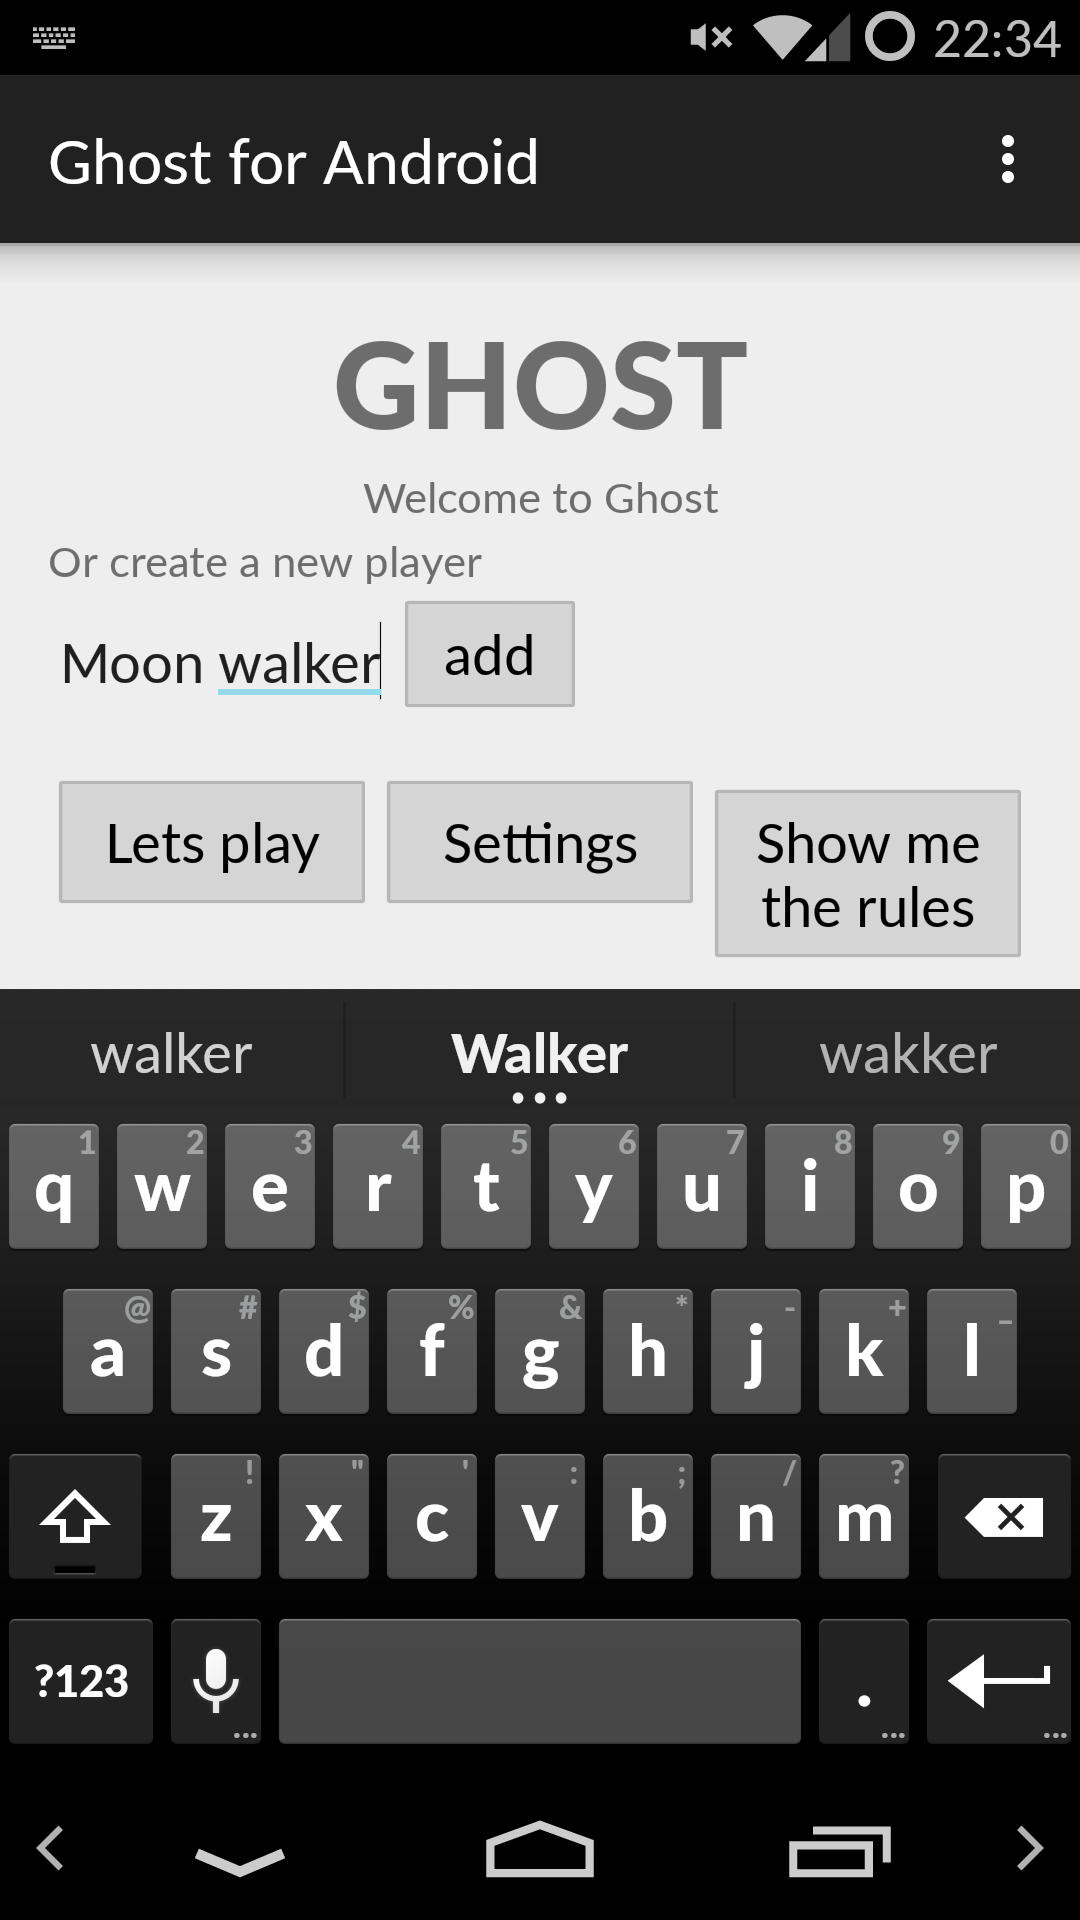 22:34
Ghost for Android
GHOST
Welcome to Ghost
Or create a new player
Moon walker add
Lets play Settings Show me
the rules
walker Walker wakker
1 2 3 4 5 6 7 8 9 0
q w e r t y u i o p
@ # $ % & * - + _
a s d f g h j k l
! " ' : ; / ?
z x c v b n m
?123 .